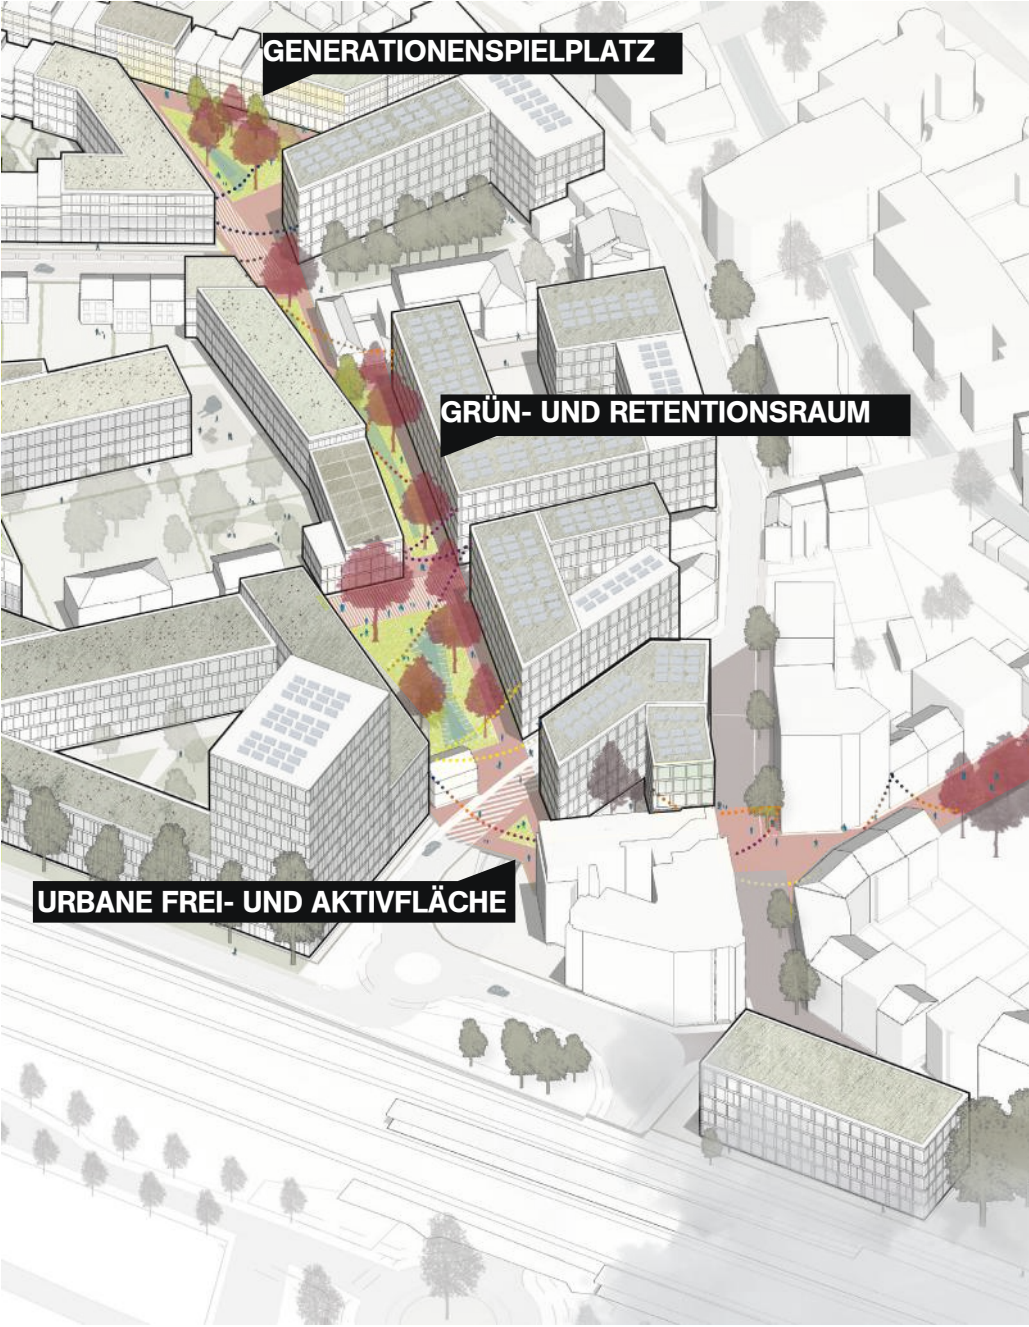 GENERATIONENSPIELPLATZ
GRÜN- UND RETENTIONSRAUM
URBANE FREI- UND AKTIVFLÄCHE